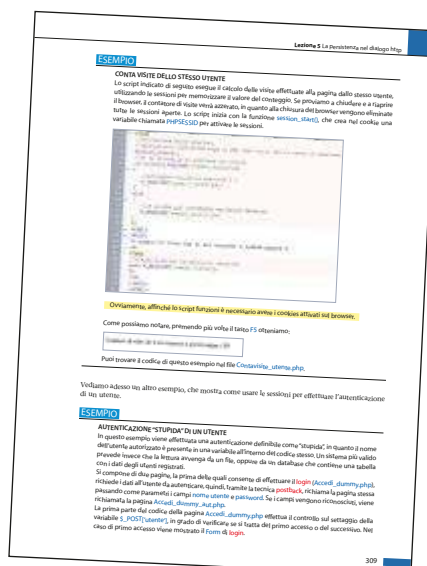 Lezione 5 La Persistenza nel dialogo http
ESEMPIO
CONTA VISITE DELLO STESSO UTENTE
Lo script indicato di seguito esegue il calcolo delle visite effettuate alla pagina dallo stesso utente,
utilizzando le sessioni per memorizzare il valore del conteggio. Se proviamo a chiudere e a riaprire
il browser, il contatore di visite verrà azzerato, in quanto alla chiusura del browser vengono eliminate
tutte le sessioni aperte. Lo script inizia con la funzione session_start(), che crea nel cookie una
variabile chiamata PHPSESSID per attivare le sessioni.
Ovviamente, affinché lo script funzioni è necessario avere i cookies attivati sul browser.
Come possiamo notare, premendo più volte il tasto F5 otteniamo:
Puoi trovare il codice di questo esempio nel file Contavisite_utente.php.
Vediamo adesso un altro esempio, che mostra come usare le sessioni per effettuare l'autenticazione
di un utente.
ESEMPIO
AUTENTICAZIONE "STUPIDA" DI UN UTENTE
In questo esempio viene effettuata una autenticazione definibile come "stupida", in quanto il nome
dell'utente autorizzato è presente in una variabile all'interno del codice stesso. Un sistema più valido
prevede invece che la lettura avvenga da un file, oppure da un database che contiene una tabella
con i dati degli utenti registrati.
Si compone di due pagine, la prima delle quali consente di effettuare il login (Accedi_dummy.php),
richiede i dati all'utente da autenticare, quindi, tramite la tecnica postback, richiama la pagina stessa
passando come parametri i campi nome utente e password. Se vengono riconosciuti, viene
richiamata la pagina Accedi_dummy_aut.php.
La prima parte del codice della pagina Accedi_dummy.php effettua il controllo sul settaggio della
variabile $_POST['utente'], in grado di verificare se si tratta del primo accesso o del successivo. Nel
caso di primo accesso viene mostrato il Form di login.
309